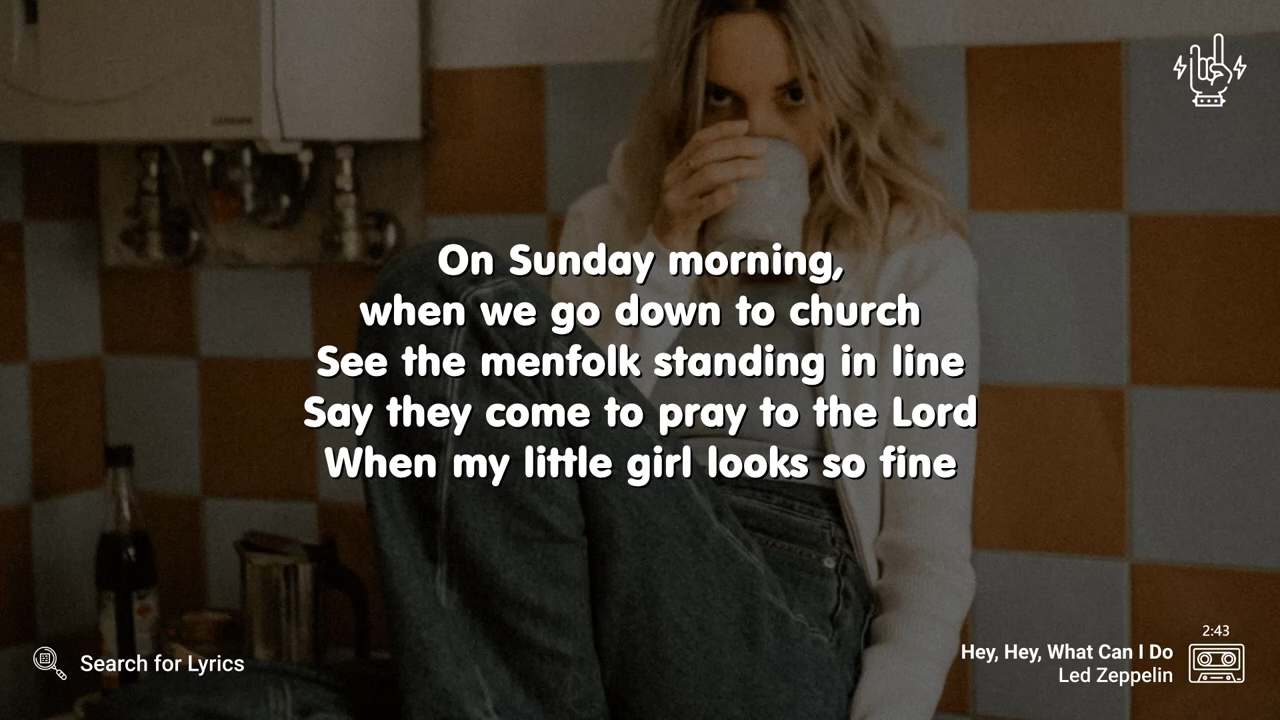 On Sunday morning,
when we go down to church
See the menfolk standing in line
Say they come to pray to the Lord
When my little girl looks so fine
Search for Lyrics
2:43
Hey, Hey, What Can I Do
Led Zeppelin